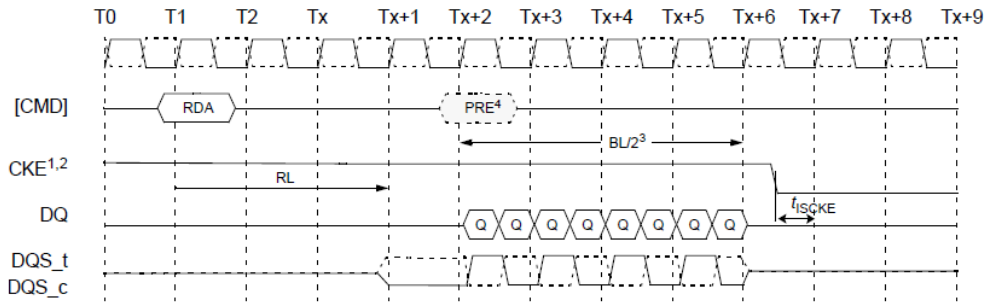 T0 T1 T2 Tx Tx+1 Tx+2 Tx+3 Tx+4 Tx+5 Tx+6 Tx+7 Tx+8 Tx+9
[CMD] RDA PRE⁴
BL/2³
CKE¹,²
RL
DQ Q Q Q Q Q Q Q Q tISCKE
DQS_t
DQS_c